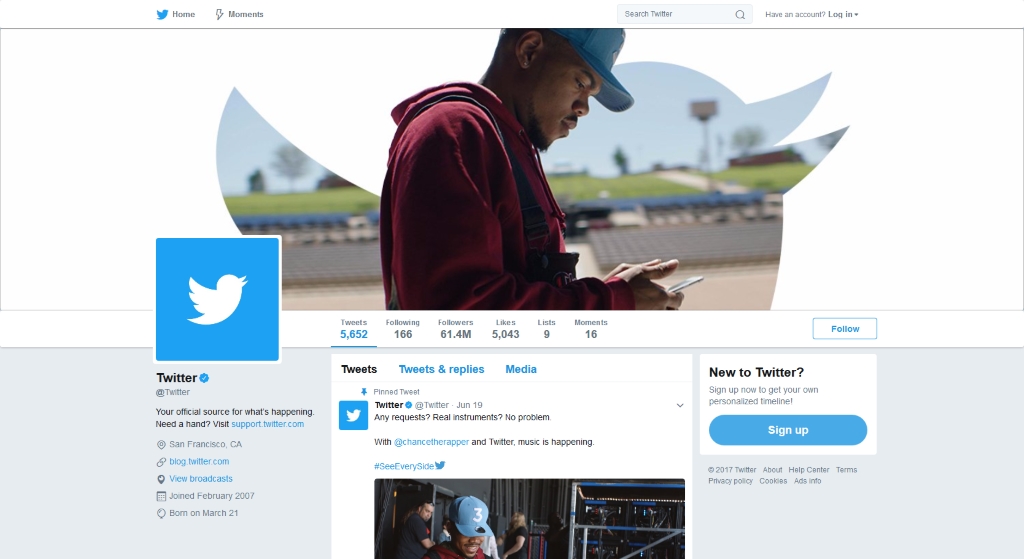 Home
Moments
Search Twitter
Have an account? Log in
Tweets
5,652
Following
166
Followers
61.4M
Likes
5,043
Lists
9
Moments
16
Follow
Twitter
@Twitter
Your official source for what's happening.
Need a hand? Visit support.twitter.com
San Francisco, CA
blog.twitter.com
View broadcasts
Joined February 2007
Born on March 21
Tweets
Tweets & replies
Media
Pinned Tweet
Twitter @Twitter · Jun 19
Any requests? Real instruments? No problem.
With @chancetherapper and Twitter, music is happening.
#SeeEverySide
3
New to Twitter?
Sign up now to get your own
personalized timeline!
Sign up
© 2017 Twitter About Help Center Terms
Privacy policy Cookies Ads info